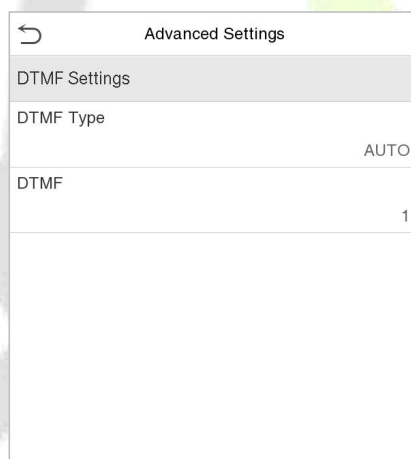 Advanced Settings
DTMF Settings
DTMF Type
AUTO
DTMF
1